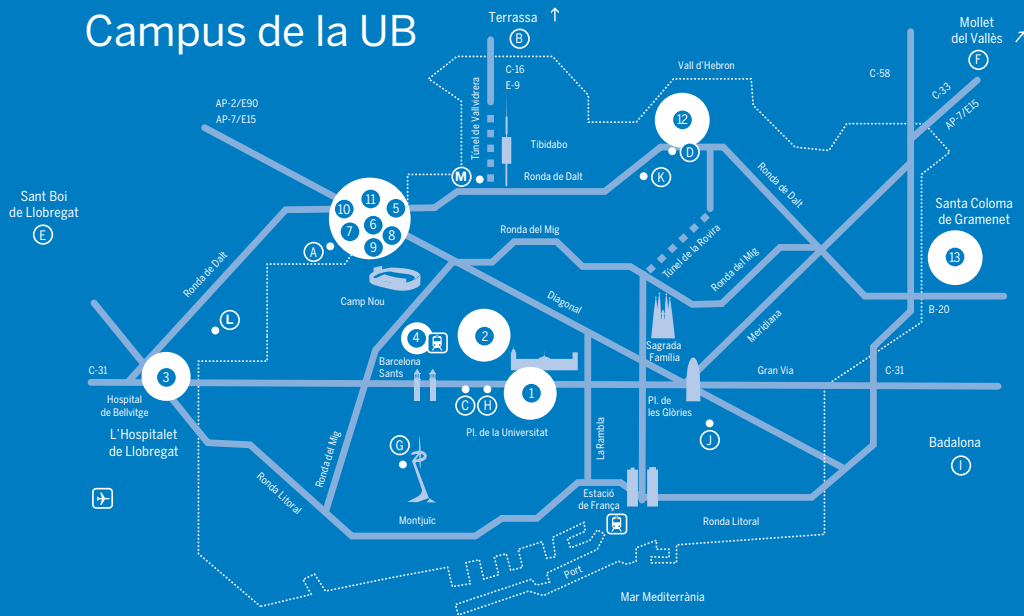 Campus de la UB
Terrassa ↑
B
Mollet
del Vallès ↗
F
C-16
E-9
Vall d'Hebron
C-58
C-33
AP-7/E15
AP-2/E90
AP-7/E15
Túnel de Vallvidrera
Tibidabo
12
D
K
M
Ronda de Dalt
Ronda de Dalt
Sant Boi
de Llobregat
E
Santa Coloma
de Gramenet
13
11
10
5
6
7
8
9
A
Ronda de Dalt
Ronda del Mig
Túnel de la Rovira
Ronda del Mig
Camp Nou
Diagonal
B-20
L
4
2
Sagrada
Família
Meridiana
Barcelona
Sants
C-31
3
1
Gran Via
C-31
Hospital
de Bellvitge
C
H
Pl. de la Universitat
Pl. de
les Glòries
J
L'Hospitalet
de Llobregat
G
Ronda del Mig
La Rambla
Badalona
I
Ronda Litoral
Montjuïc
Estació
de França
Ronda Litoral
Port
Mar Mediterrània